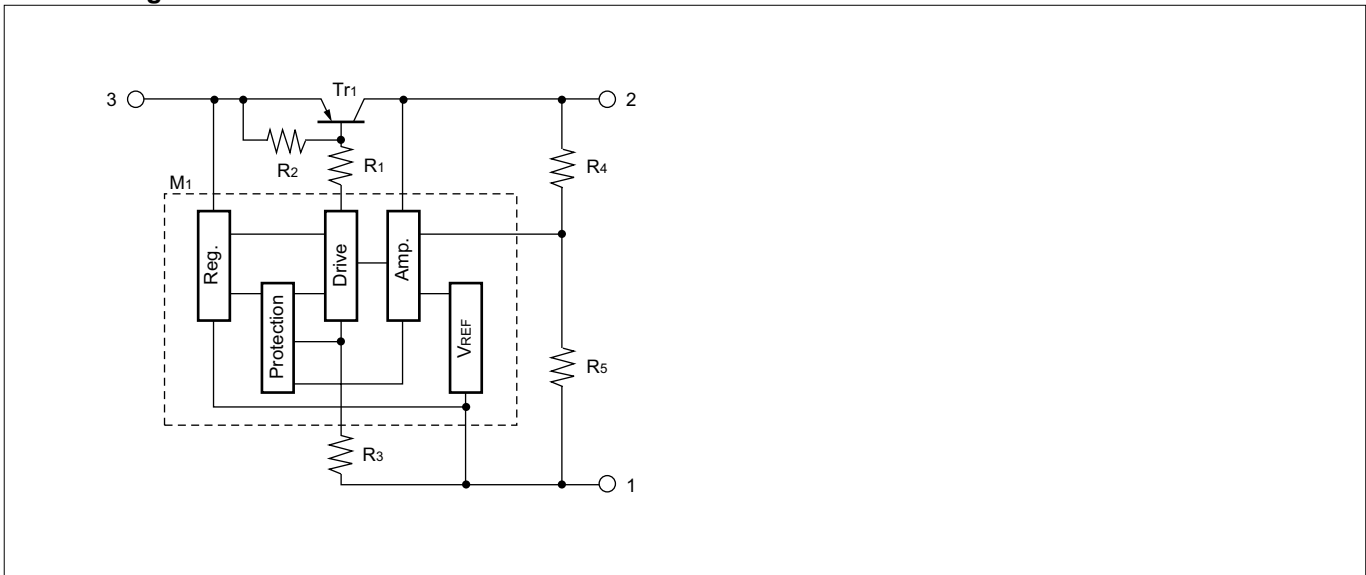 3
Tr1
2
R2
R1
R4
M1
Reg.
Drive
Amp.
Protection
VREF
R5
R3
1